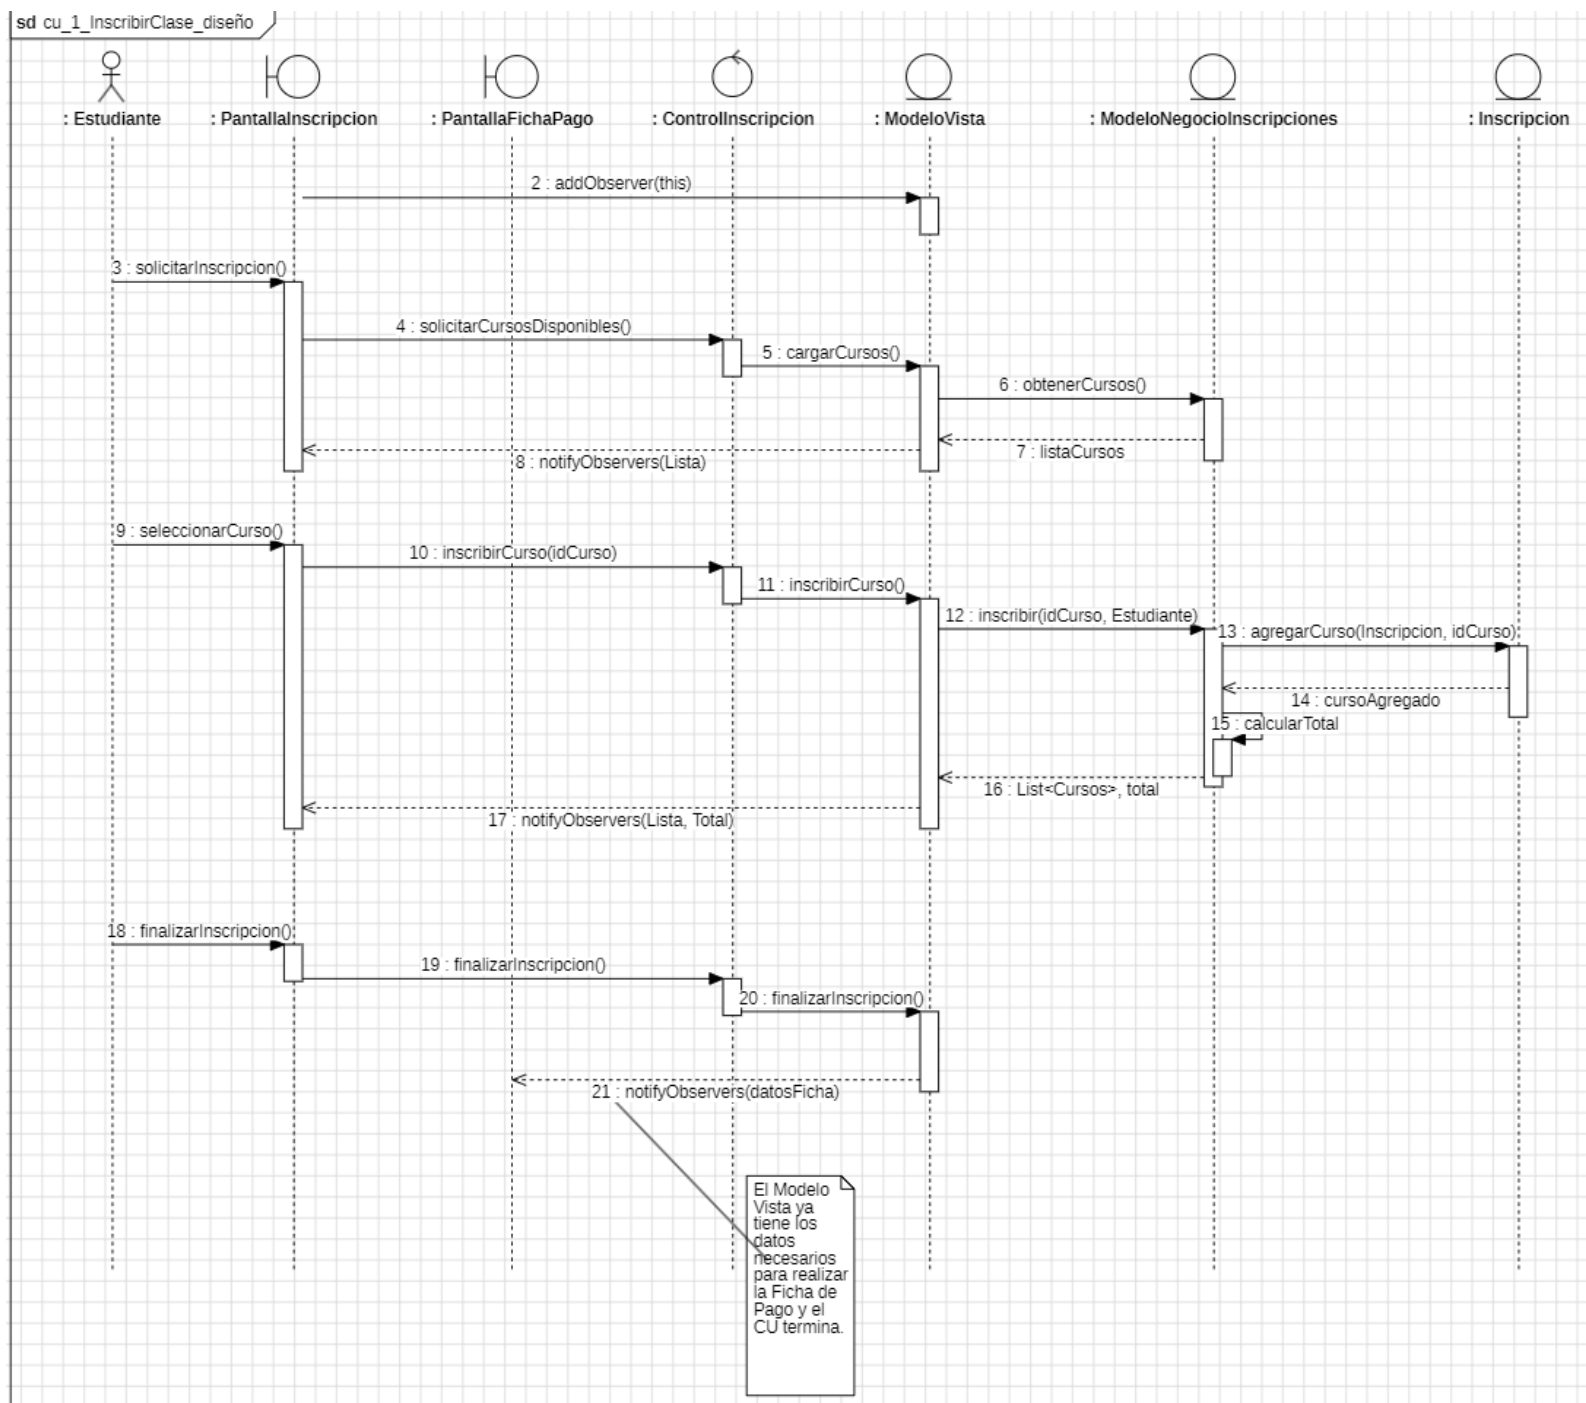 sd cu_1_InscribirClase_diseño
: Estudiante
: PantallaInscripcion
: PantallaFichaPago
: ControlInscripcion
: ModeloVista
: ModeloNegocioInscripciones
: Inscripcion
2 : addObserver(this)
3 : solicitarInscripcion()
4 : solicitarCursosDisponibles()
5 : cargarCursos()
6 : obtenerCursos()
7 : listaCursos
8 : notifyObservers(Lista)
9 : seleccionarCurso()
10 : inscribirCurso(idCurso)
11 : inscribirCurso()
12 : inscribir(idCurso, Estudiante)
13 : agregarCurso(Inscripcion, idCurso)
14 : cursoAgregado
15 : calcularTotal
16 : List<Cursos>, total
17 : notifyObservers(Lista, Total)
18 : finalizarInscripcion()
19 : finalizarInscripcion()
20 : finalizarInscripcion()
21 : notifyObservers(datosFicha)
El Modelo
Vista ya
tiene los
datos
necesarios
para realizar
la Ficha de
Pago y el
CU termina.